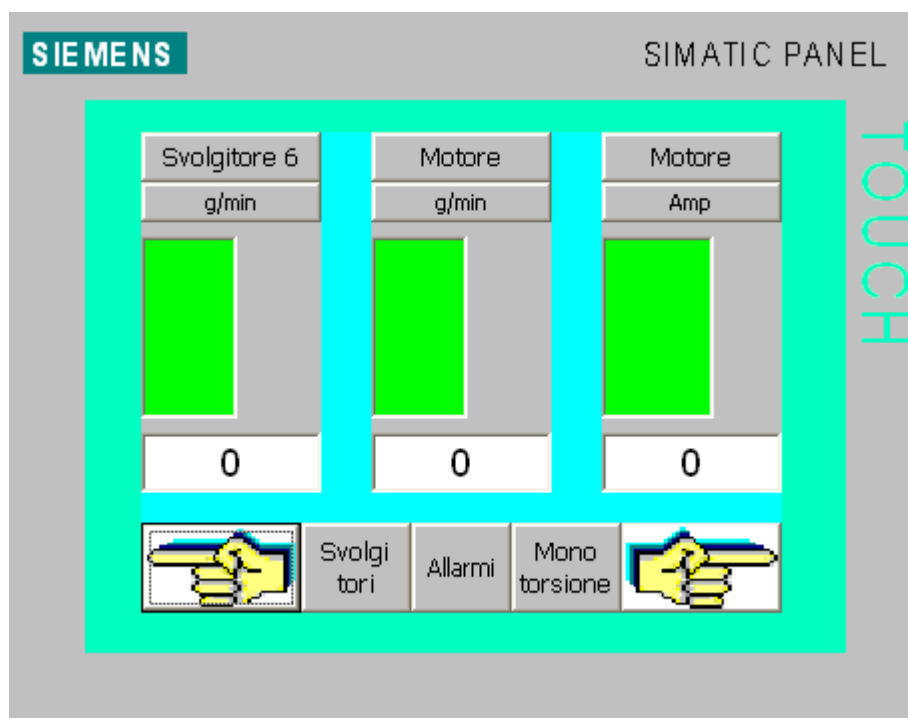 SIEMENS
SIMATIC PANEL
TOUCH
Svolgitore 6
Motore
Motore
g/min
g/min
Amp
0
0
0
Svolgi
tori
Allarmi
Mono
torsione